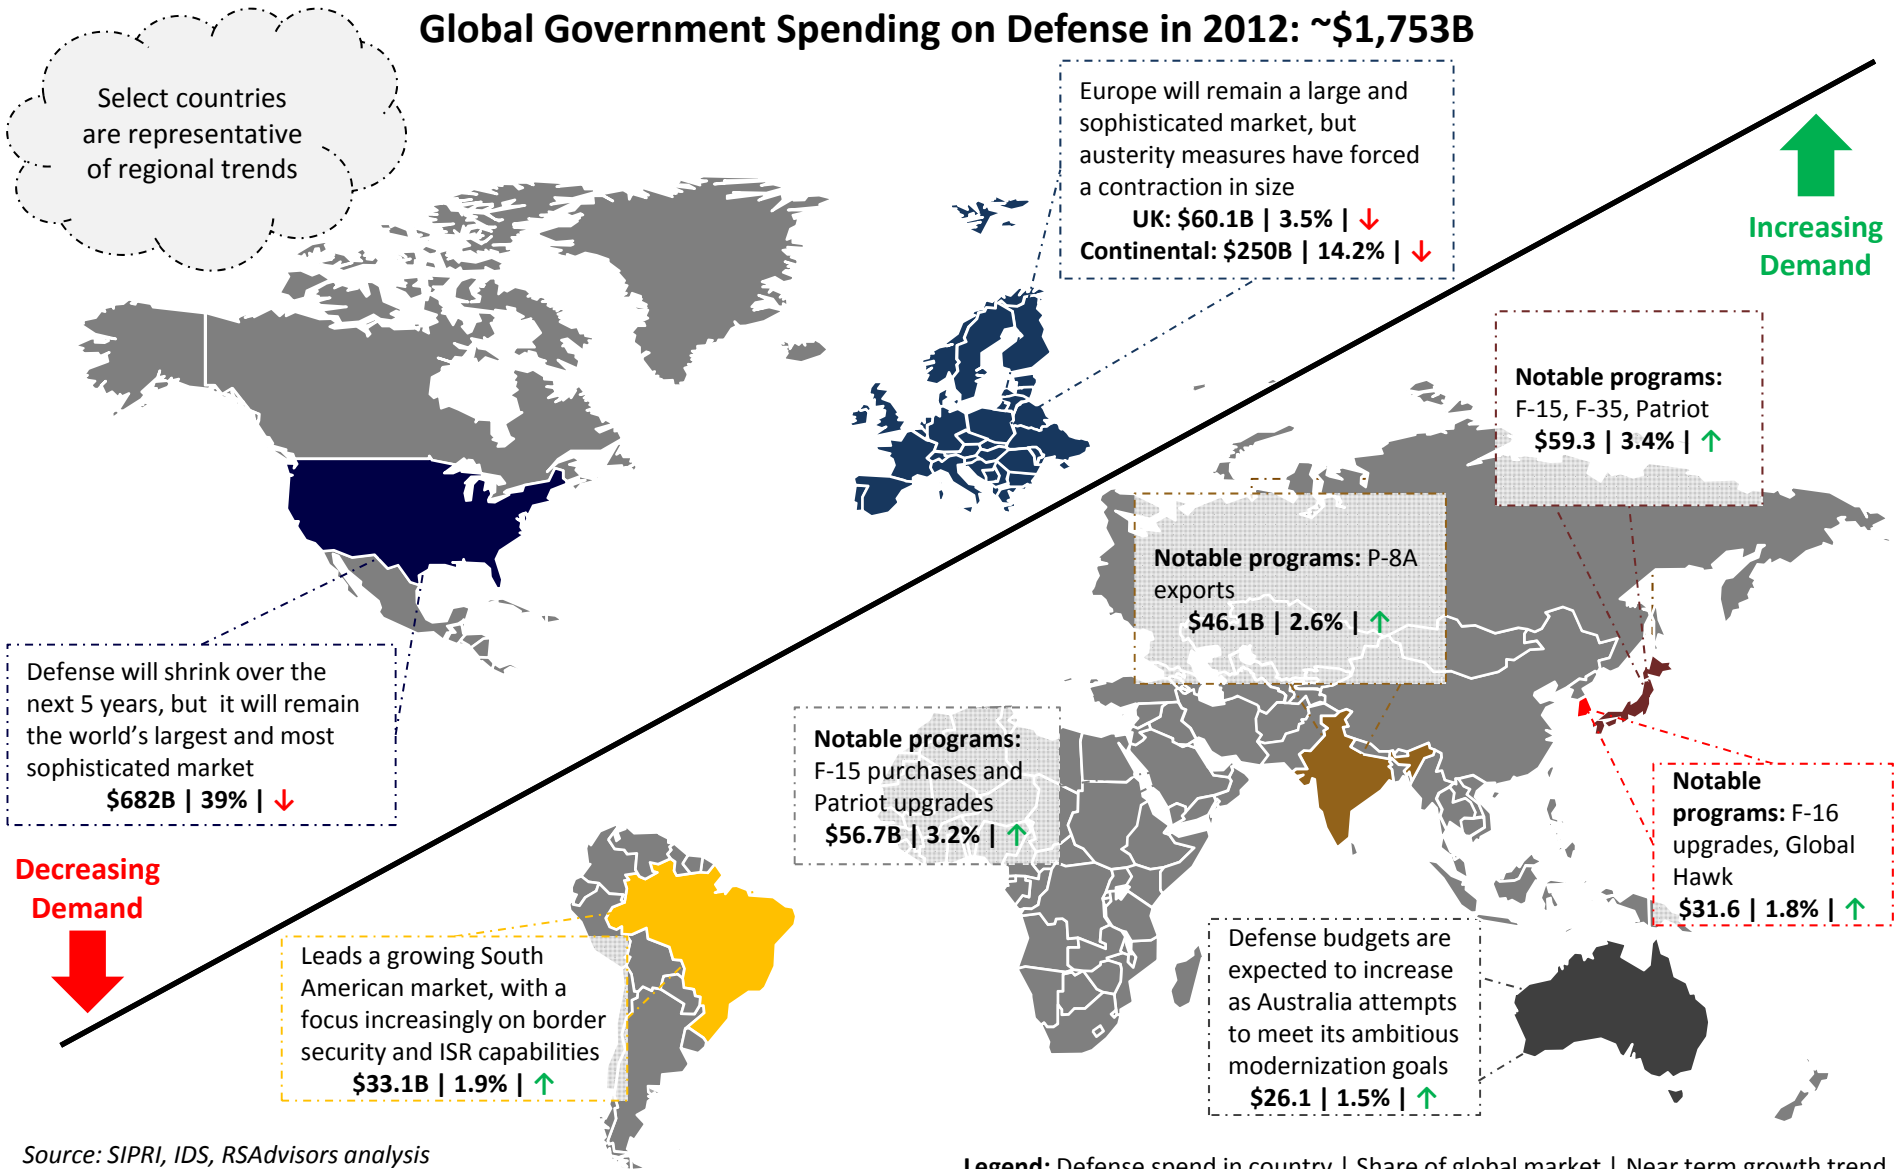 Global Government Spending on Defense in 2012: ~$1,753B
Select countries
are representative
of regional trends
Europe will remain a large and
sophisticated market, but
austerity measures have forced
a contraction in size
UK: $60.1B | 3.5% | ↓
Continental: $250B | 14.2% | ↓
Increasing
Demand
Notable programs:
F-15, F-35, Patriot
$59.3 | 3.4% | ↑
Notable programs: P-8A
exports
$46.1B | 2.6% | ↑
Defense will shrink over the
next 5 years, but  it will remain
the world's largest and most
sophisticated market
$682B | 39% | ↓
Notable programs:
F-15 purchases and
Patriot upgrades
$56.7B | 3.2% | ↑
Notable
programs: F-16
upgrades, Global
Hawk
$31.6 | 1.8% | ↑
Decreasing
Demand
Leads a growing South
American market, with a
focus increasingly on border
security and ISR capabilities
$33.1B | 1.9% | ↑
Defense budgets are
expected to increase
as Australia attempts
to meet its ambitious
modernization goals
$26.1 | 1.5% | ↑
Source: SIPRI, IDS, RSAdvisors analysis
Legend: Defense spend in country | Share of global market | Near term growth trend